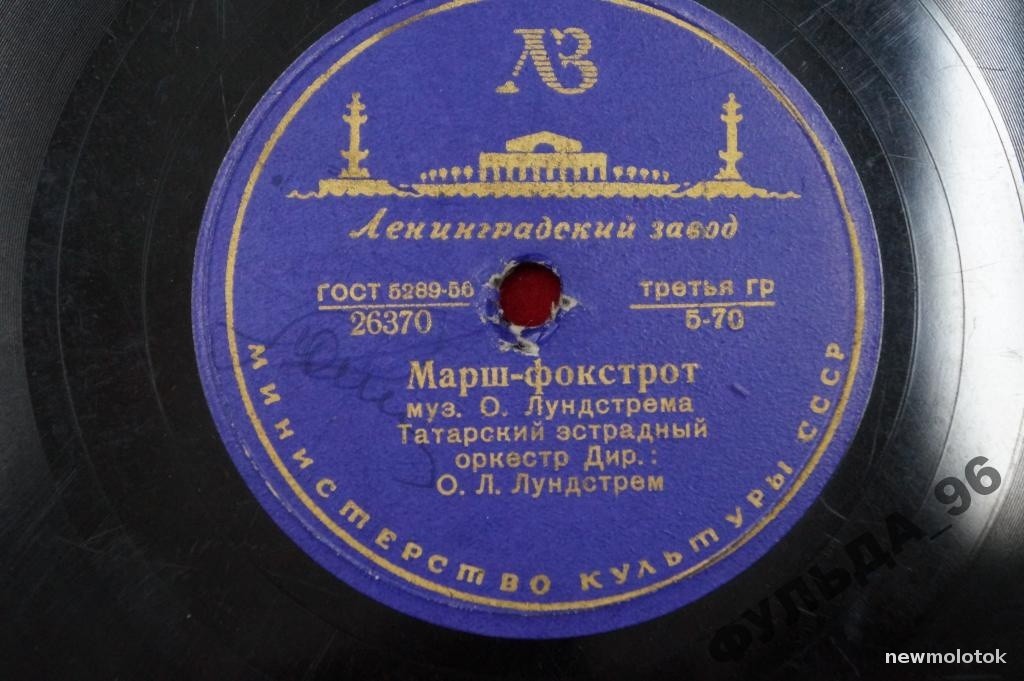 ЛЗ
Ленинградский завод
ГОСТ 5289-56
26370
третья гр
5-70
Марш-фокстрот
муз. О. Лундстрема
Татарский эстрадный
оркестр Дир.:
О. Л. Лундстрем
МИНИСТЕРСТВО КУЛЬТУРЫ СССР
ФУЛЬДА_96
newmolotok